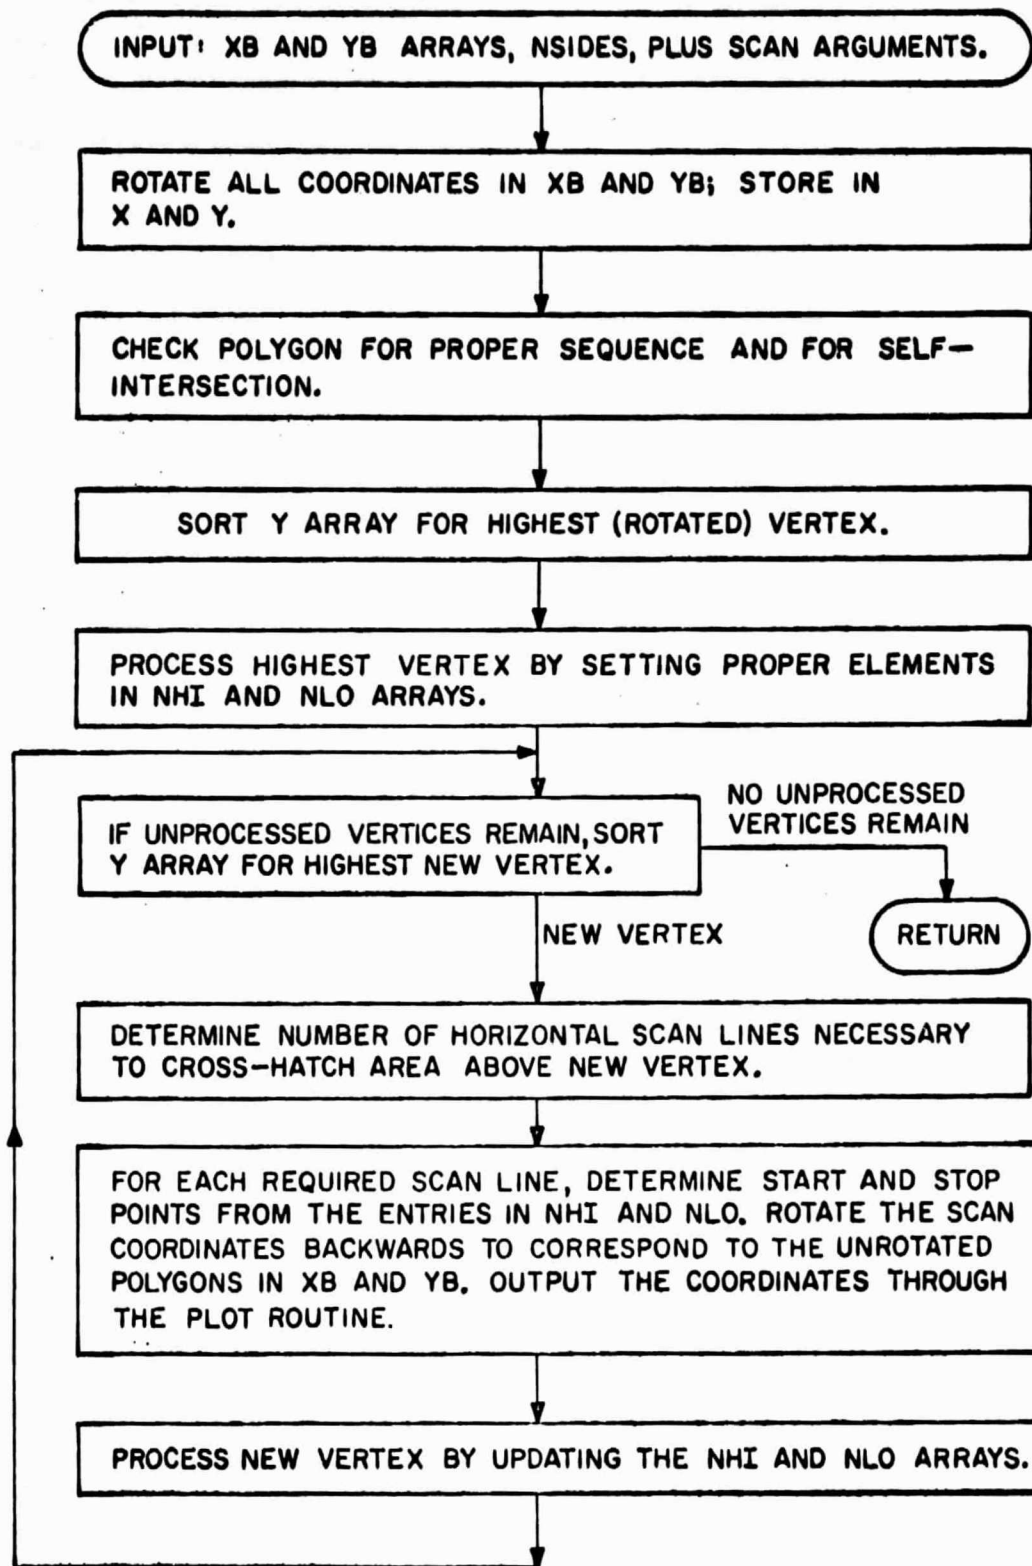 INPUT: XB AND YB ARRAYS, NSIDES, PLUS SCAN ARGUMENTS.
ROTATE ALL COORDINATES IN XB AND YB; STORE IN
X AND Y.
CHECK POLYGON FOR PROPER SEQUENCE AND FOR SELF-
INTERSECTION.
SORT Y ARRAY FOR HIGHEST (ROTATED) VERTEX.
PROCESS HIGHEST VERTEX BY SETTING PROPER ELEMENTS
IN NHI AND NLO ARRAYS.
IF UNPROCESSED VERTICES REMAIN, SORT
Y ARRAY FOR HIGHEST NEW VERTEX.
NO UNPROCESSED
VERTICES REMAIN
RETURN
NEW VERTEX
DETERMINE NUMBER OF HORIZONTAL SCAN LINES NECESSARY
TO CROSS-HATCH AREA ABOVE NEW VERTEX.
FOR EACH REQUIRED SCAN LINE, DETERMINE START AND STOP
POINTS FROM THE ENTRIES IN NHI AND NLO. ROTATE THE SCAN
COORDINATES BACKWARDS TO CORRESPOND TO THE UNROTATED
POLYGONS IN XB AND YB. OUTPUT THE COORDINATES THROUGH
THE PLOT ROUTINE.
PROCESS NEW VERTEX BY UPDATING THE NHI AND NLO ARRAYS.